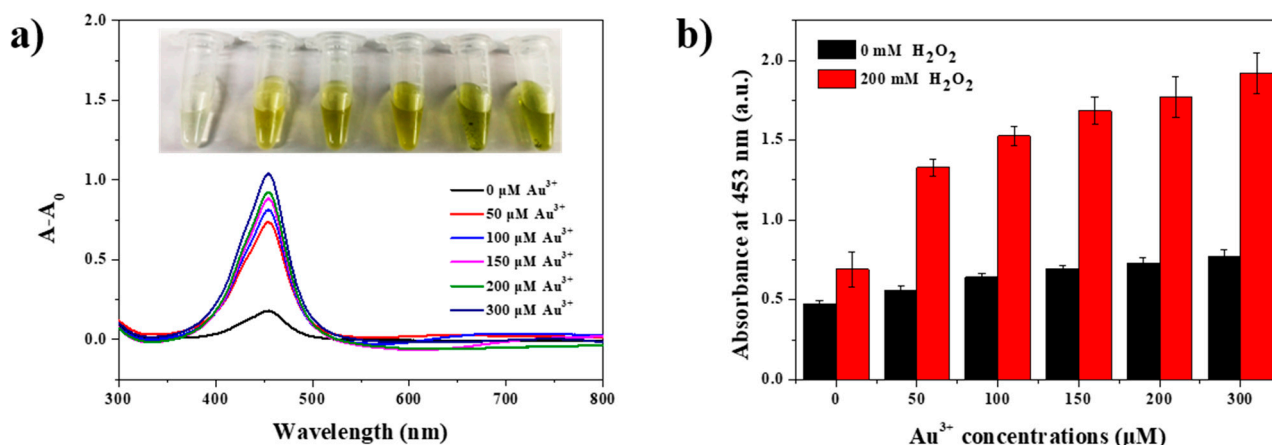 a)
2.0
1.5
1.0
0.5
0.0
A-A₀
300
400
500
600
700
800
Wavelength (nm)
0 µM Au³⁺
50 µM Au³⁺
100 µM Au³⁺
150 µM Au³⁺
200 µM Au³⁺
300 µM Au³⁺
b)
2.0
1.5
1.0
0.5
0.0
Absorbance at 453 nm (a.u.)
0 mM H₂O₂
200 mM H₂O₂
0
50
100
150
200
300
Au³⁺ concentrations (µM)